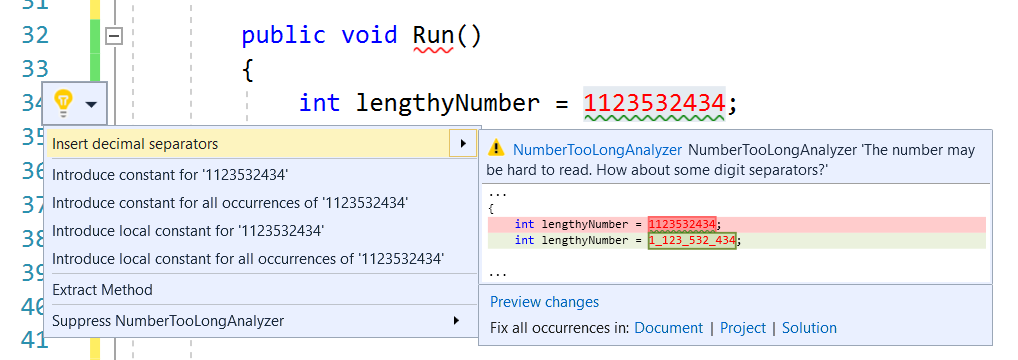 31
32 public void Run()
33 {
34 int lengthyNumber = 1123532434;
35
36
37
38
39
40
41
Insert decimal separators
Introduce constant for '1123532434'
Introduce constant for all occurrences of '1123532434'
Introduce local constant for '1123532434'
Introduce local constant for all occurrences of '1123532434'
Extract Method
Suppress NumberTooLongAnalyzer
NumberTooLongAnalyzer NumberTooLongAnalyzer 'The number may
be hard to read. How about some digit separators?'
...
{
int lengthyNumber = 1123532434;
int lengthyNumber = 1_123_532_434;
...
Preview changes
Fix all occurrences in: Document | Project | Solution